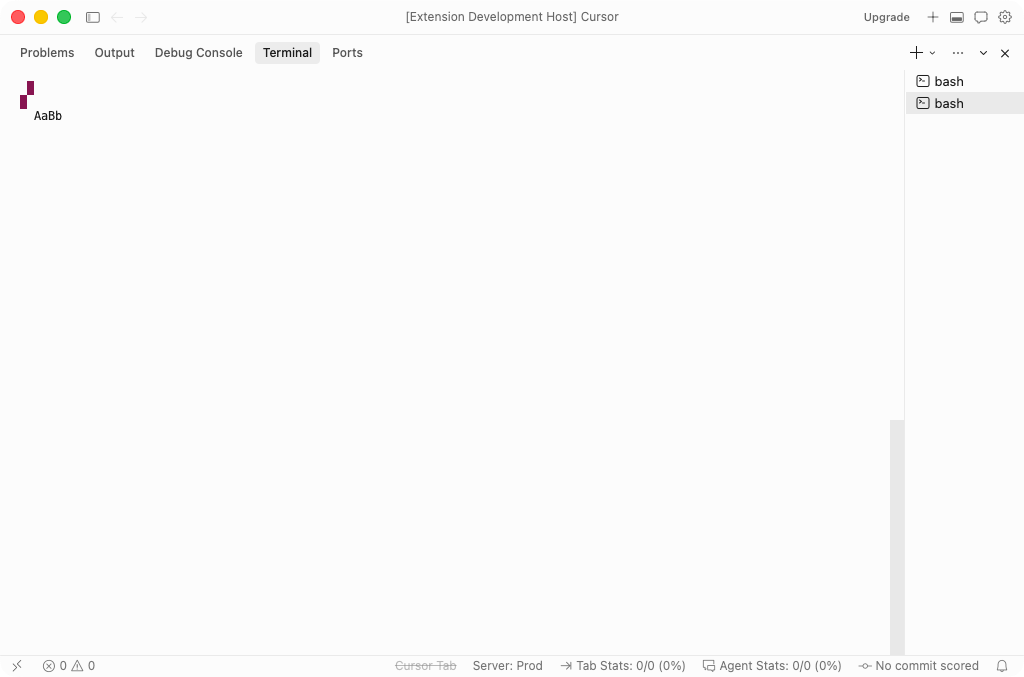 [Extension Development Host] Cursor
Upgrade
Problems Output Debug Console Terminal Ports
bash
bash
AaBb
0 0 Cursor Tab Server: Prod Tab Stats: 0/0 (0%) Agent Stats: 0/0 (0%) No commit scored